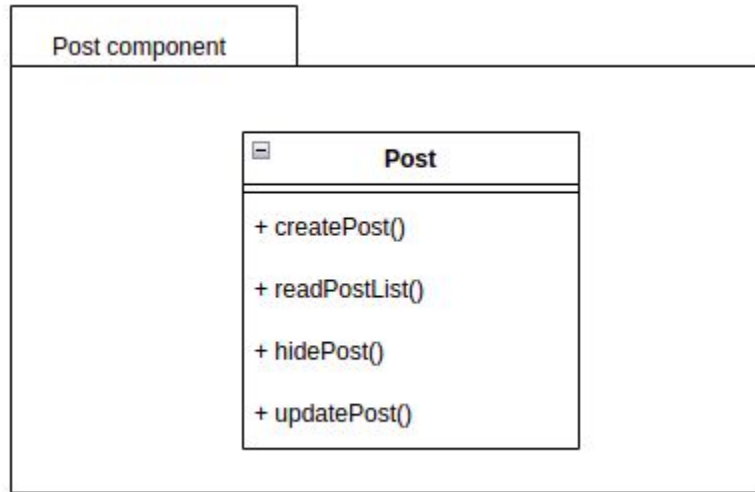 Post component
Post
+ createPost()
+ readPostList()
+ hidePost()
+ updatePost()